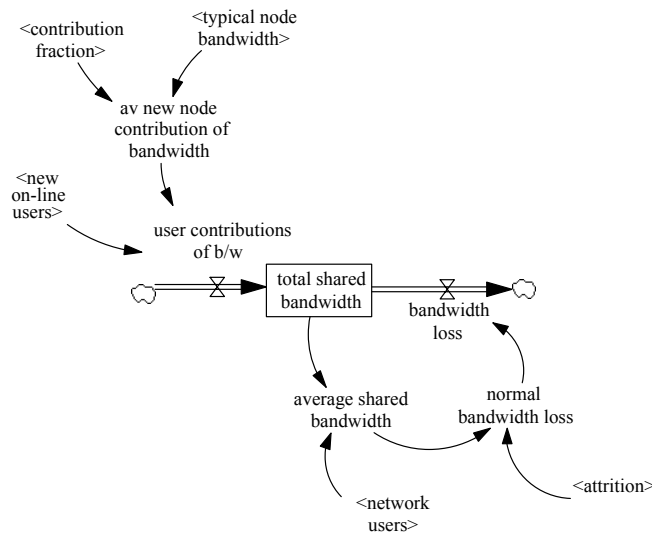 <contribution
fraction>
<typical node
bandwidth>
av new node
contribution of
bandwidth
<new
on-line
users>
user contributions
of b/w
total shared
bandwidth
bandwidth
loss
average shared
bandwidth
normal
bandwidth loss
<attrition>
<network
users>